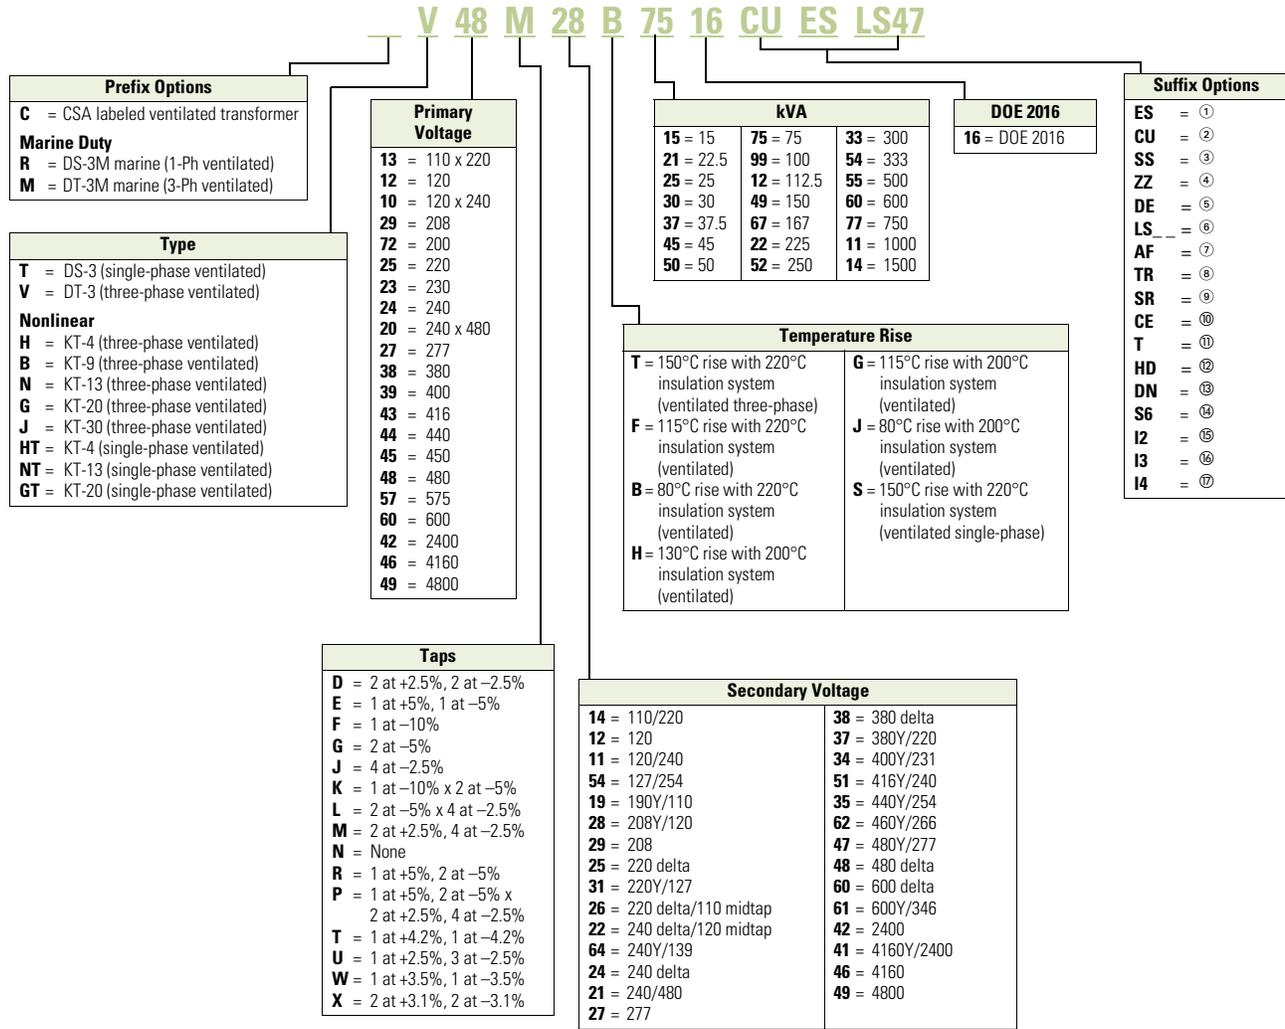 V 48 M 28 B 75 16 CU ES LS47
Prefix Options
C = CSA labeled ventilated transformer
Marine Duty
R = DS-3M marine (1-Ph ventilated)
M = DT-3M marine (3-Ph ventilated)
Type
T = DS-3 (single-phase ventilated)
V = DT-3 (three-phase ventilated)
Nonlinear
H = KT-4 (three-phase ventilated)
B = KT-9 (three-phase ventilated)
N = KT-13 (three-phase ventilated)
G = KT-20 (three-phase ventilated)
J = KT-30 (three-phase ventilated)
HT = KT-4 (single-phase ventilated)
NT = KT-13 (single-phase ventilated)
GT = KT-20 (single-phase ventilated)
Primary
Voltage
13 = 110 x 220
12 = 120
10 = 120 x 240
29 = 208
72 = 200
25 = 220
23 = 230
24 = 240
20 = 240 x 480
27 = 277
38 = 380
39 = 400
43 = 416
44 = 440
45 = 450
48 = 480
57 = 575
60 = 600
42 = 2400
46 = 4160
49 = 4800
kVA
15 = 15
21 = 22.5
25 = 25
30 = 30
37 = 37.5
45 = 45
50 = 50
75 = 75
99 = 100
12 = 112.5
49 = 150
67 = 167
22 = 225
52 = 250
33 = 300
54 = 333
55 = 500
60 = 600
77 = 750
11 = 1000
14 = 1500
DOE 2016
16 = DOE 2016
Suffix Options
ES = ①
CU = ②
SS = ③
ZZ = ④
DE = ⑤
LS_ _ = ⑥
AF = ⑦
TR = ⑧
SR = ⑨
CE = ⑩
T = ⑪
HD = ⑫
DN = ⑬
S6 = ⑭
I2 = ⑮
I3 = ⑯
I4 = ⑰
Temperature Rise
T = 150°C rise with 220°C
insulation system
(ventilated three-phase)
F = 115°C rise with 220°C
insulation system
(ventilated)
B = 80°C rise with 220°C
insulation system
(ventilated)
H = 130°C rise with 200°C
insulation system
(ventilated)
G = 115°C rise with 200°C
insulation system
(ventilated)
J = 80°C rise with 200°C
insulation system
(ventilated)
S = 150°C rise with 220°C
insulation system
(ventilated single-phase)
Taps
D = 2 at +2.5%, 2 at –2.5%
E = 1 at +5%, 1 at –5%
F = 1 at –10%
G = 2 at –5%
J = 4 at –2.5%
K = 1 at –10% x 2 at –5%
L = 2 at –5% x 4 at –2.5%
M = 2 at +2.5%, 4 at –2.5%
N = None
R = 1 at +5%, 2 at –5%
P = 1 at +5%, 2 at –5% x
2 at +2.5%, 4 at –2.5%
T = 1 at +4.2%, 1 at –4.2%
U = 1 at +2.5%, 3 at –2.5%
W = 1 at +3.5%, 1 at –3.5%
X = 2 at +3.1%, 2 at –3.1%
Secondary Voltage
14 = 110/220
12 = 120
11 = 120/240
54 = 127/254
19 = 190Y/110
28 = 208Y/120
29 = 208
25 = 220 delta
31 = 220Y/127
26 = 220 delta/110 midtap
22 = 240 delta/120 midtap
64 = 240Y/139
24 = 240 delta
21 = 240/480
27 = 277
38 = 380 delta
37 = 380Y/220
34 = 400Y/231
51 = 416Y/240
35 = 440Y/254
62 = 460Y/266
47 = 480Y/277
48 = 480 delta
60 = 600 delta
61 = 600Y/346
42 = 2400
41 = 4160Y/2400
46 = 4160
49 = 4800